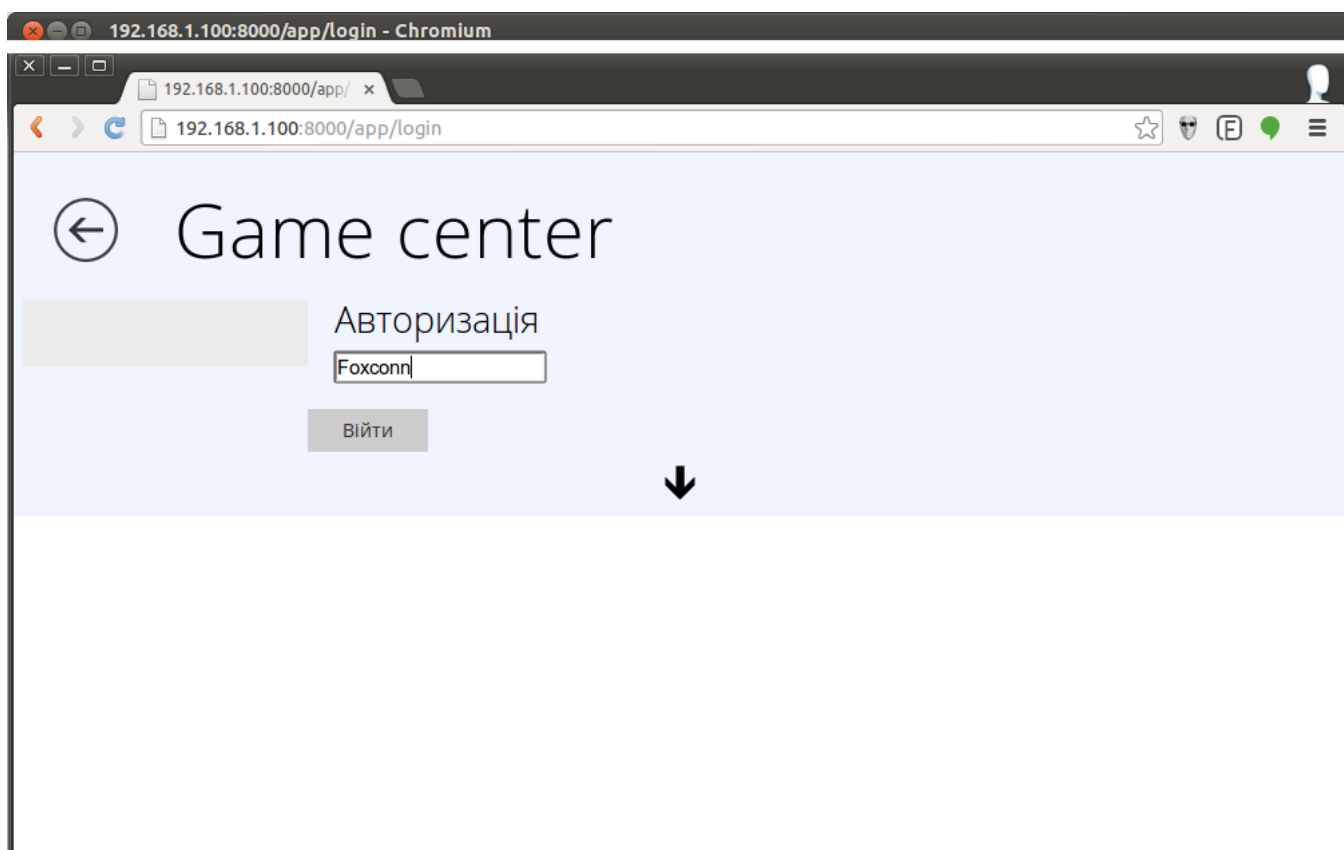 192.168.1.100:8000/app/login - Chromium
192.168.1.100:8000/app/
192.168.1.100:8000/app/login
Game center
Авторизація
Foxconn
Війти